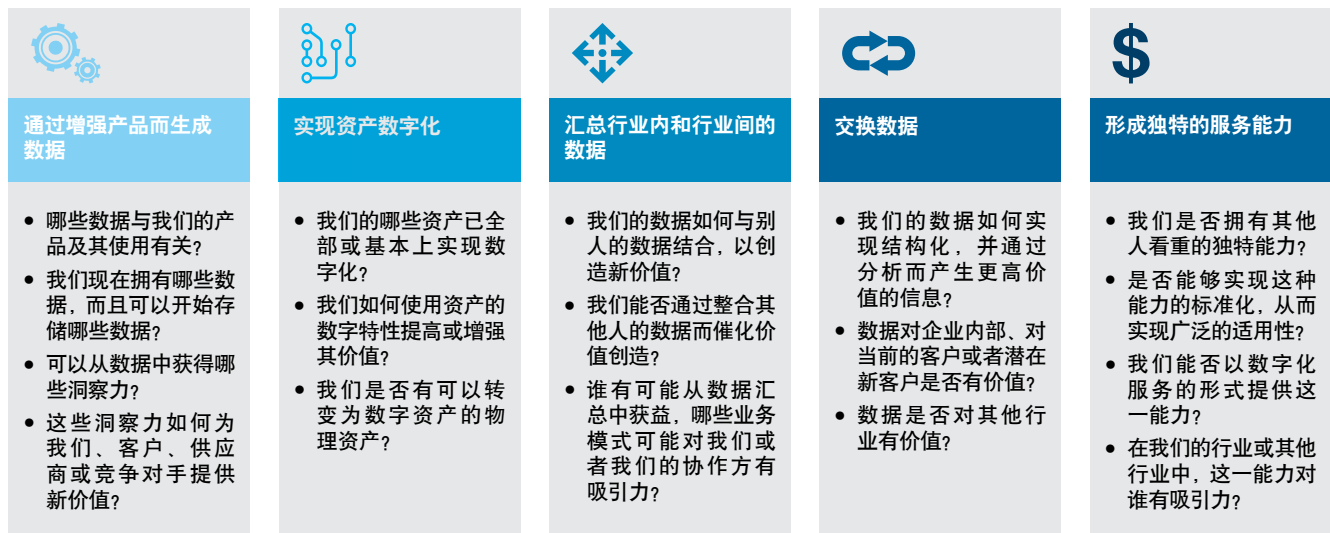 通过增强产品而生成
数据
• 哪些数据与我们的产
品及其使用有关?
• 我们现在拥有哪些数
据，而且可以开始存
储哪些数据?
• 可以从数据中获得哪
些洞察力?
• 这些洞察力如何为
我们、客户、供应
商或竞争对手提供
新价值?
实现资产数字化
• 我们的哪些资产已全
部或基本上实现数
字化?
• 我们如何使用资产的
数字特性提高或增强
其价值?
• 我们是否有可以转
变为数字资产的物
理资产?
汇总行业内和行业间的
数据
• 我们的数据如何与别
人的数据结合，以创
造新价值?
• 我们能否通过整合其
他人的数据而催化价
值创造?
• 谁有可能从数据汇
总中获益，哪些业务
模式可能对我们或
者我们的协作方有
吸引力?
交换数据
• 我们的数据如何实
现结构化，并通过
分析而产生更高价
值的信息?
• 数据对企业内部、对
当前的客户或者潜在
新客户是否有价值?
• 数据是否对其他行
业有价值?
$
形成独特的服务能力
• 我们是否拥有其他
人看重的独特能力?
• 是否能够实现这种
能力的标准化，从而
实现广泛的适用性?
• 我们能否以数字化
服务的形式提供这
一能力?
• 在我们的行业或其他
行业中，这一能力对
谁有吸引力?